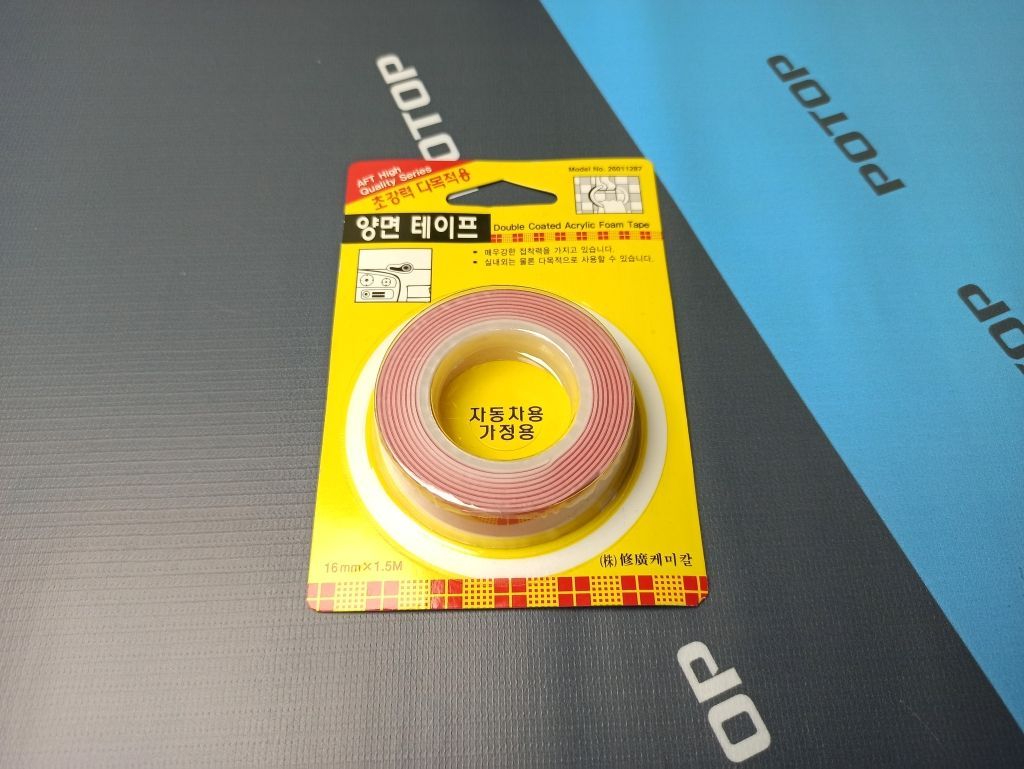 POTOP
POTOP
AFT High
Quality Series
초강력 다목적용
Model No. 26011287
양면 테이프
Double Coated Acrylic Foam Tape
• 매우강한 접착력을 가지고 있습니다.
• 실내외는 물론 다목적으로 사용할 수 있습니다.
POTOP
자동차용
가정용
16mm×1.5M
(株) 修廣케미칼
OP